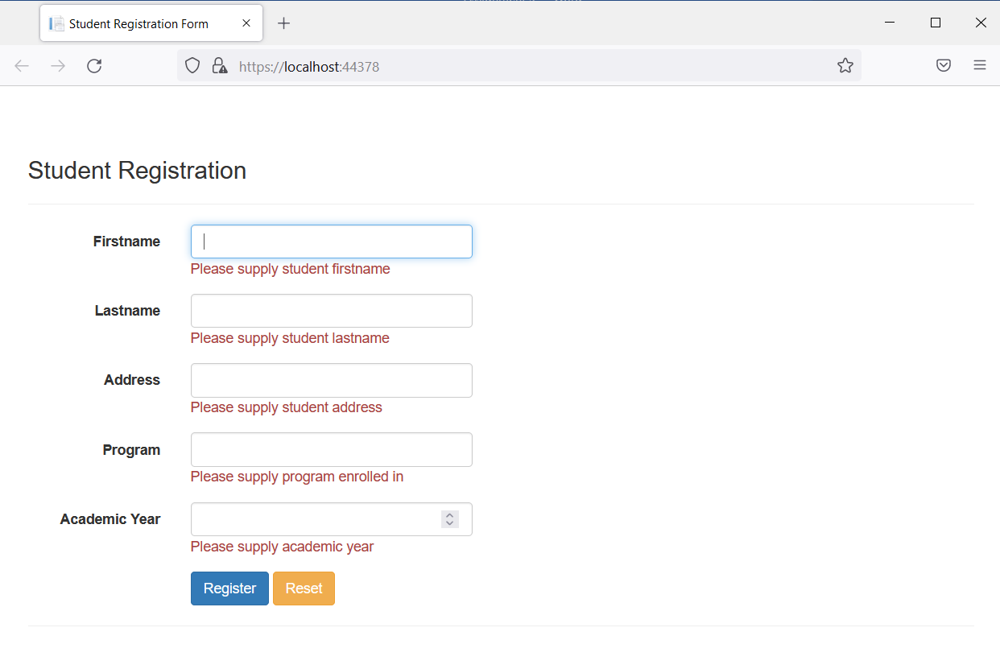 Student Registration Form
https://localhost:44378
Student Registration
Firstname
Please supply student firstname
Lastname
Please supply student lastname
Address
Please supply student address
Program
Please supply program enrolled in
Academic Year
Please supply academic year
Register Reset